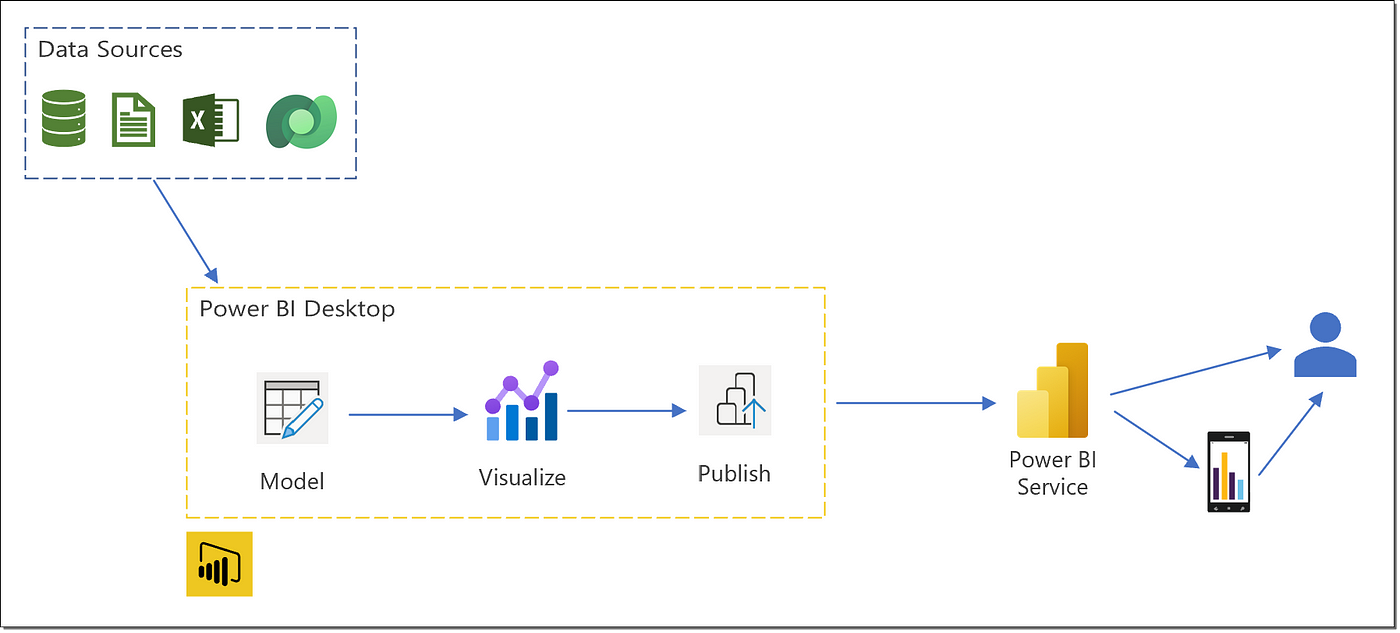 Data Sources
X
Power BI Desktop
Model
Visualize
Publish
Power BI
Service